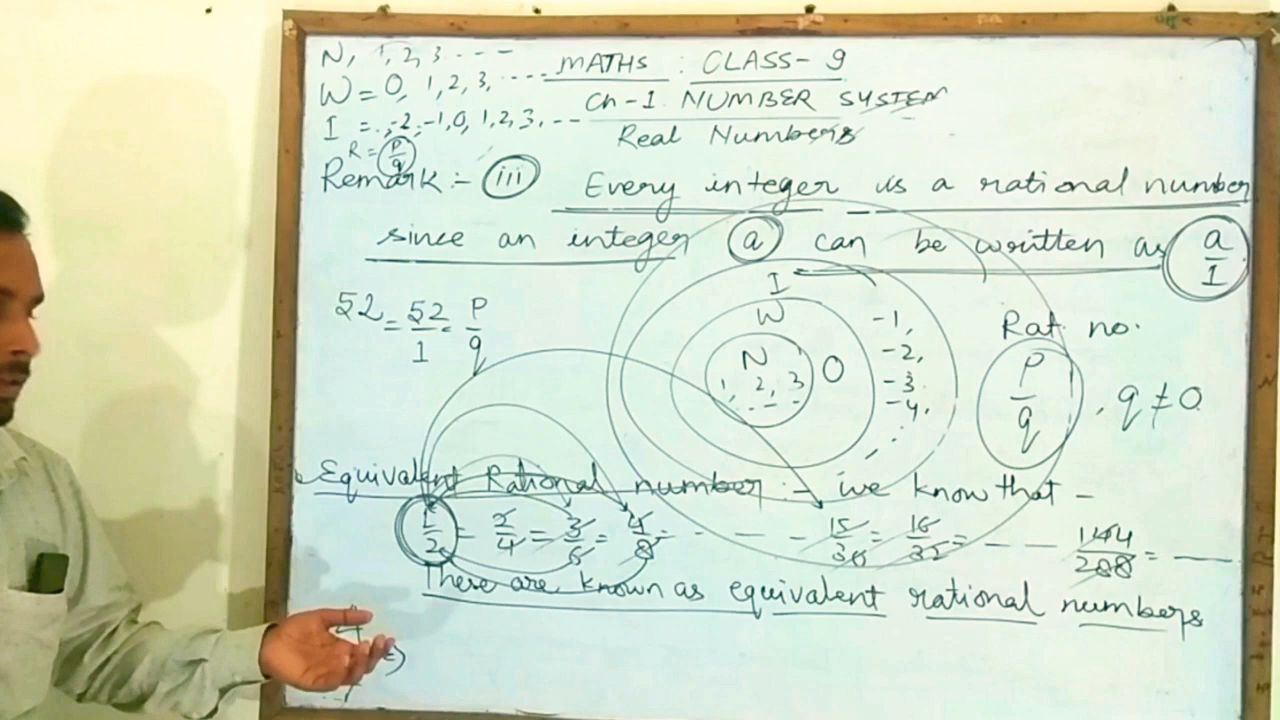 N, 1, 2, 3 - - -
W = 0, 1, 2, 3, - - - -
I = . , -2, -1, 0, 1, 2, 3, - - -
R = p/q
MATHS : CLASS- 9
Ch-1. NUMBER SYSTEM
Real Numbers
Remark :- (iii) Every integer is a rational number
since an integer (a) can be written as a/1
52 = 52/1 = P/q
I
W
N
1, 2, 3
- - -
0
-1,
-2,
-3
-4,
Rat. no.
P/q , q ≠ 0
Equivalent Rational number :- we know that -
1/2 = 2/4 = 3/6 = 4/8 = - - - - 15/30 = 16/32 = - - - 144/288 = ——
These are known as equivalent rational numbers